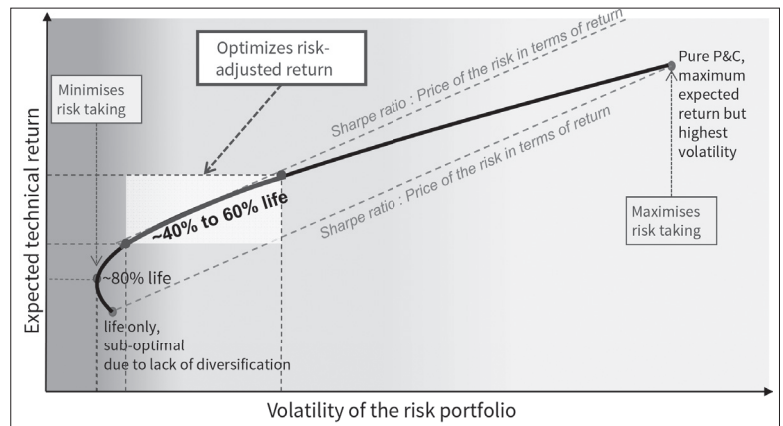 Optimizes risk-
adjusted return
Minimises
risk taking
Sharpe ratio : Price of the risk in terms of return
Pure P&C,
maximum
expected
return but
highest
volatility
Sharpe ratio : Price of the risk in terms of return
~40% to 60% life
Maximises
risk taking
~80% life
life only,
sub-optimal
due to lack of diversification
Expected technical return
Volatility of the risk portfolio